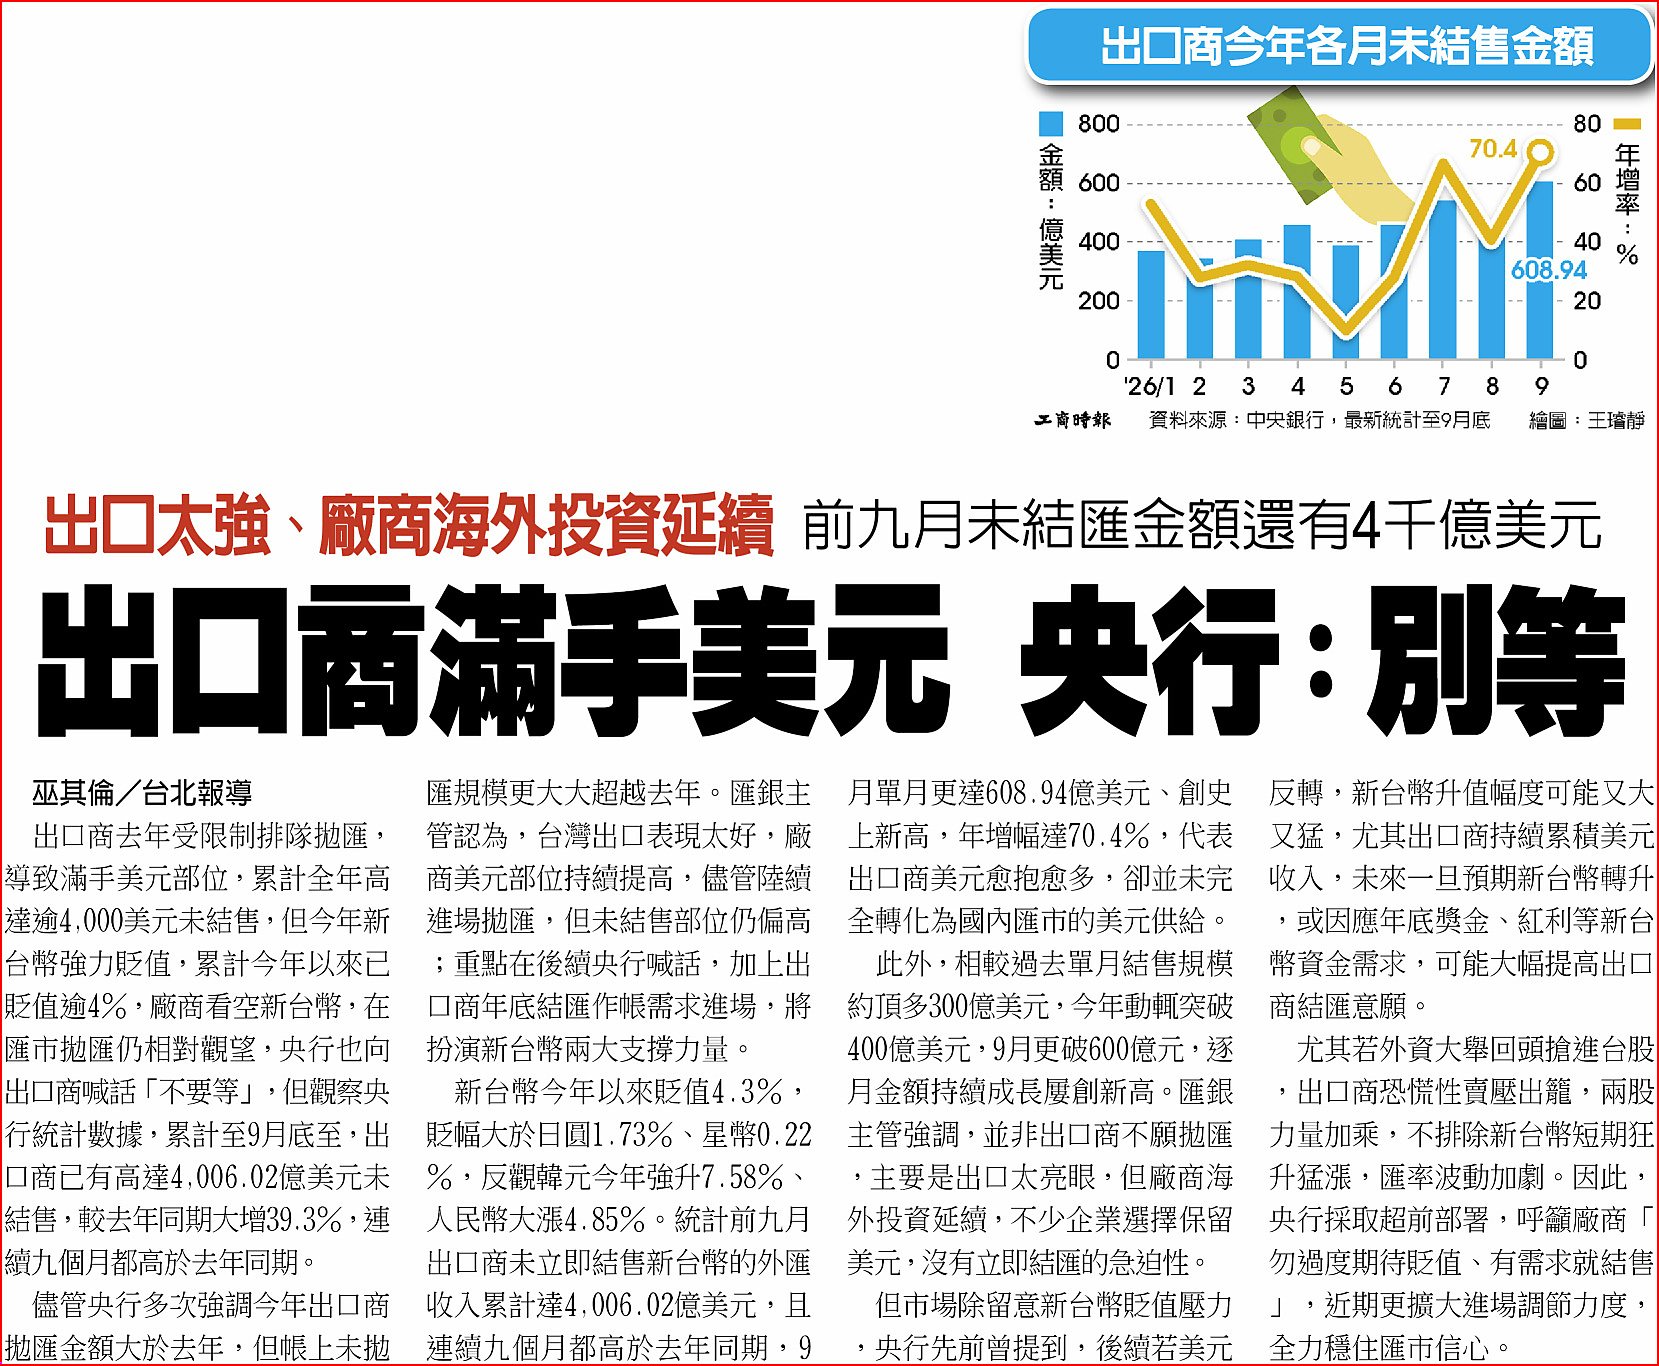 出口商今年各月未結售金額
金額：億美元
800
600
400
200
0
年增率：%
80
60
40
20
0
70.4
608.94
'26/1 2 3 4 5 6 7 8 9
工商時報 資料來源：中央銀行，最新統計至9月底 繪圖：王璿靜
出口太強、廠商海外投資延續 前九月未結匯金額還有4千億美元
出口商滿手美元 央行：別等
巫其倫／台北報導
出口商去年受限制排隊拋匯，
導致滿手美元部位，累計全年高
達逾4,000美元未結售，但今年新
台幣強力貶值，累計今年以來已
貶值逾4%，廠商看空新台幣，在
匯市拋匯仍相對觀望，央行也向
出口商喊話「不要等」，但觀察央
行統計數據，累計至9月底至，出
口商已有高達4,006.02億美元未
結售，較去年同期大增39.3%，連
續九個月都高於去年同期。
儘管央行多次強調今年出口商
拋匯金額大於去年，但帳上未拋
匯規模更大大超越去年。匯銀主
管認為，台灣出口表現太好，廠
商美元部位持續提高，儘管陸續
進場拋匯，但未結售部位仍偏高
；重點在後續央行喊話，加上出
口商年底結匯作帳需求進場，將
扮演新台幣兩大支撐力量。
新台幣今年以來貶值4.3%，
貶幅大於日圓1.73%、星幣0.22
%，反觀韓元今年強升7.58%、
人民幣大漲4.85%。統計前九月
出口商未立即結售新台幣的外匯
收入累計達4,006.02億美元，且
連續九個月都高於去年同期，9
月單月更達608.94億美元、創史
上新高，年增幅達70.4%，代表
出口商美元愈抱愈多，卻並未完
全轉化為國內匯市的美元供給。
此外，相較過去單月結售規模
約頂多300億美元，今年動輒突破
400億美元，9月更破600億元，逐
月金額持續成長屢創新高。匯銀
主管強調，並非出口商不願拋匯
，主要是出口太亮眼，但廠商海
外投資延續，不少企業選擇保留
美元，沒有立即結匯的急迫性。
但市場除留意新台幣貶值壓力
，央行先前曾提到，後續若美元
反轉，新台幣升值幅度可能又大
又猛，尤其出口商持續累積美元
收入，未來一旦預期新台幣轉升
，或因應年底獎金、紅利等新台
幣資金需求，可能大幅提高出口
商結匯意願。
尤其若外資大舉回頭搶進台股
，出口商恐慌性賣壓出籠，兩股
力量加乘，不排除新台幣短期狂
升猛漲，匯率波動加劇。因此，
央行採取超前部署，呼籲廠商「
勿過度期待貶值、有需求就結售
」，近期更擴大進場調節力度，
全力穩住匯市信心。